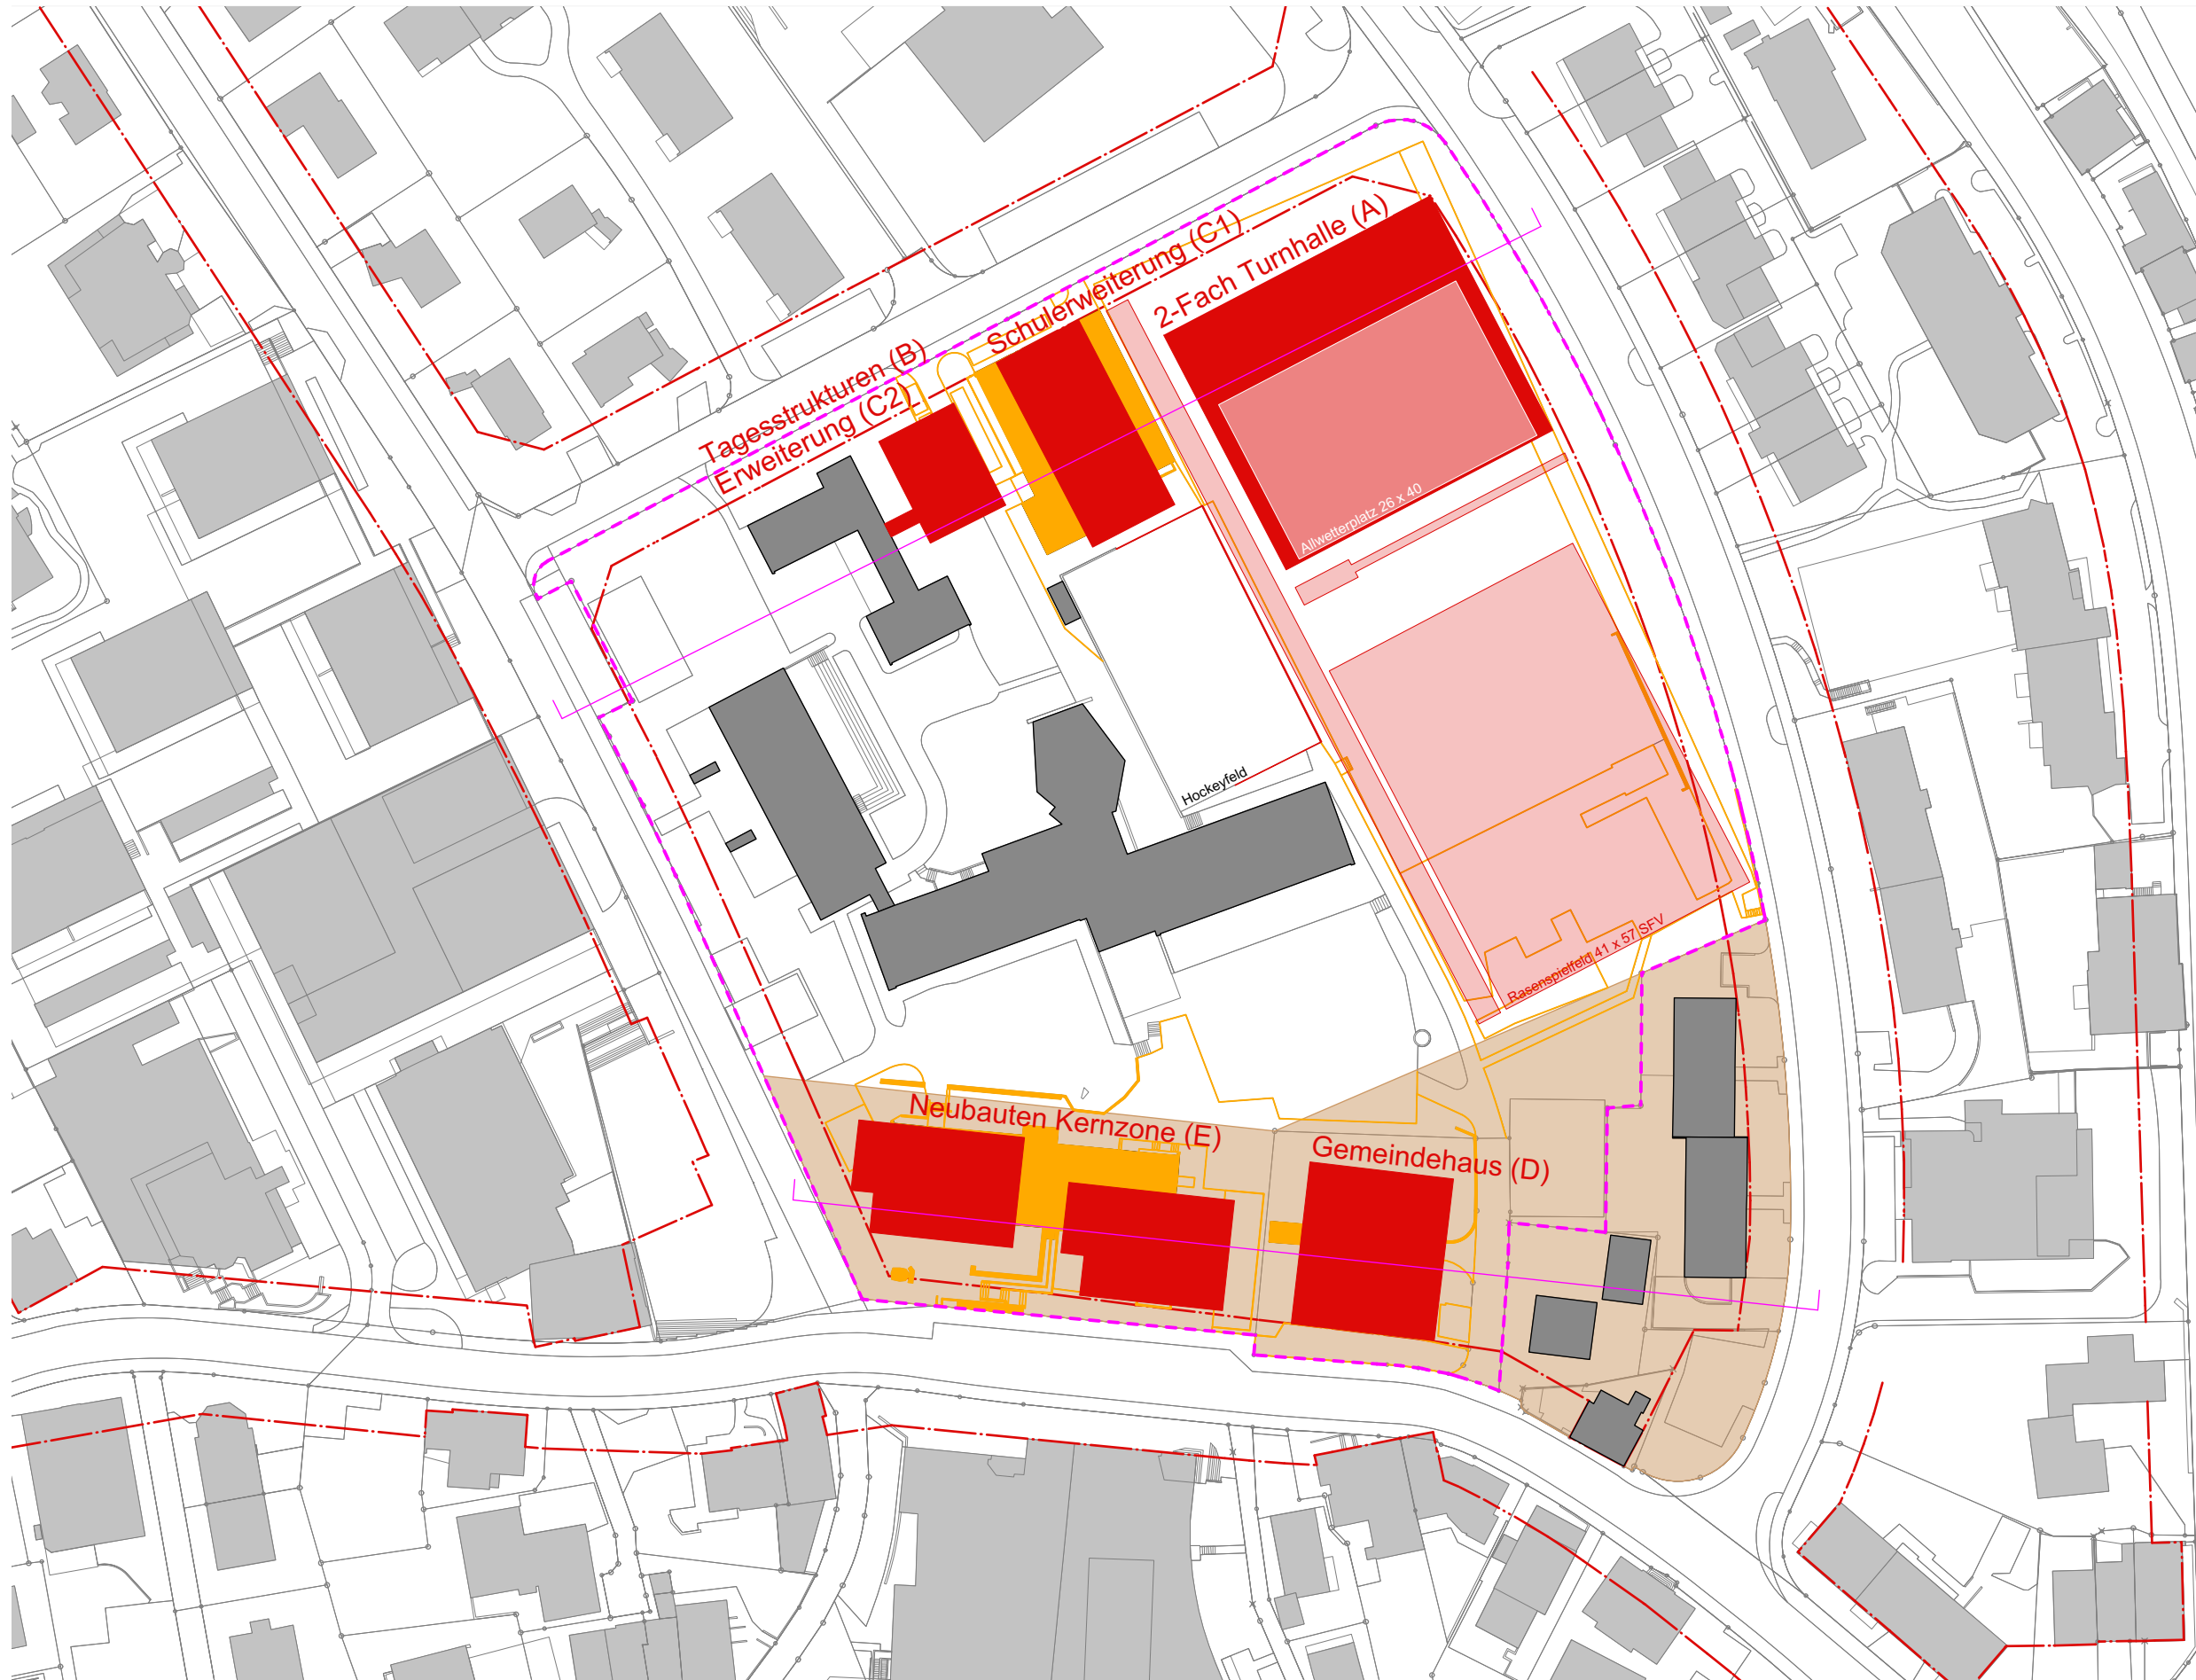 2-Fach Turnhalle (A)
Schulerweiterung (C1)
Tagesstrukturen (B)
Erweiterung (C2)
Allwetterplatz 26 x 40
Hockeyfeld
Rasenspielfeld 41 x 57 SFV
Neubauten Kernzone (E)
Gemeindehaus (D)